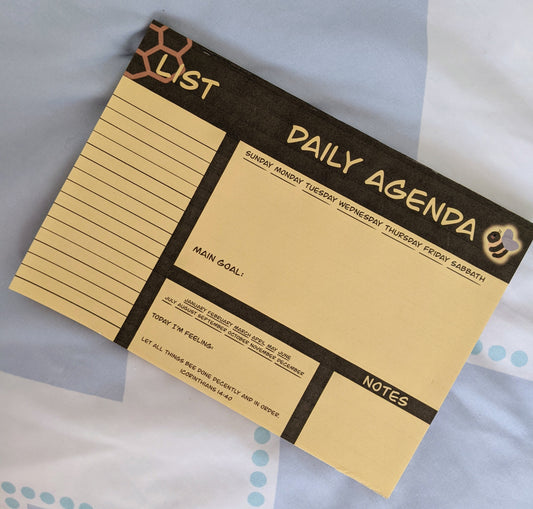 LIST
DAILY AGENDA
SUNDAY MONDAY TUESDAY WEDNESDAY THURSDAY FRIDAY SABBATH
MAIN GOAL:
JANUARY FEBRUARY MARCH APRIL MAY JUNE
JULY AUGUST SEPTEMBER OCTOBER NOVEMBER DECEMBER
TODAY I'M FEELING:
LET ALL THINGS BEE DONE DECENTLY AND IN ORDER.
1CORINTHIANS 14:40
NOTES